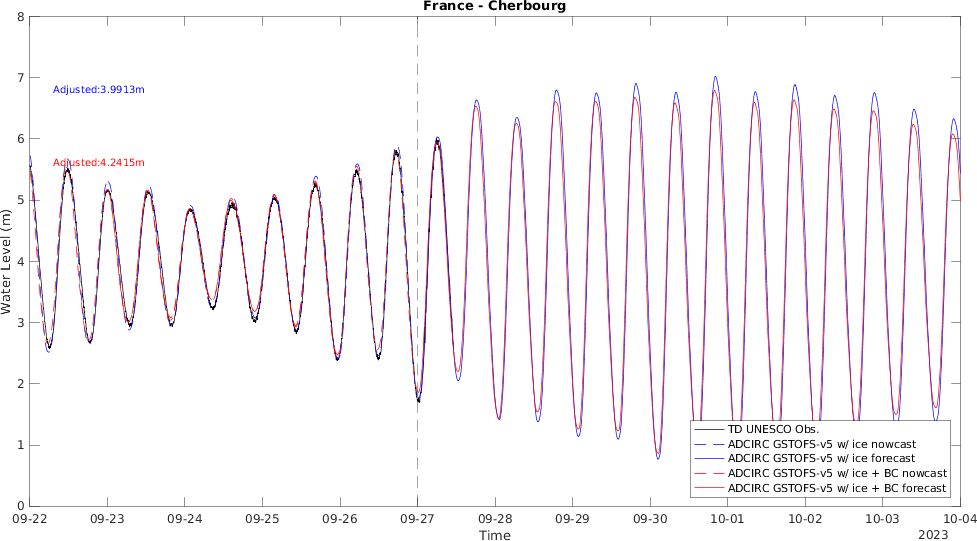 France - Cherbourg
8
7
6
5
4
3
2
1
0
Water Level (m)
Adjusted:3.9913m
Adjusted:4.2415m
TD UNESCO Obs.
ADCIRC GSTOFS-v5 w/ ice nowcast
ADCIRC GSTOFS-v5 w/ ice forecast
ADCIRC GSTOFS-v5 w/ ice + BC nowcast
ADCIRC GSTOFS-v5 w/ ice + BC forecast
09-22 09-23 09-24 09-25 09-26 09-27 09-28 09-29 09-30 10-01 10-02 10-03 10-04
Time
2023